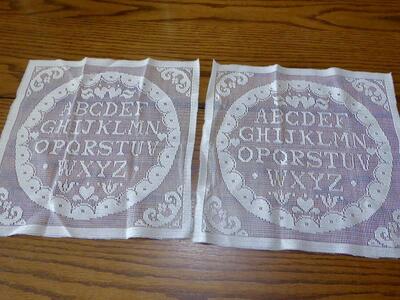 ABCDEF
GHIJKLMN
OPQRSTUV
WXYZ
ABCDEF
GHIJKLMN
OPQRSTUV
WXYZ